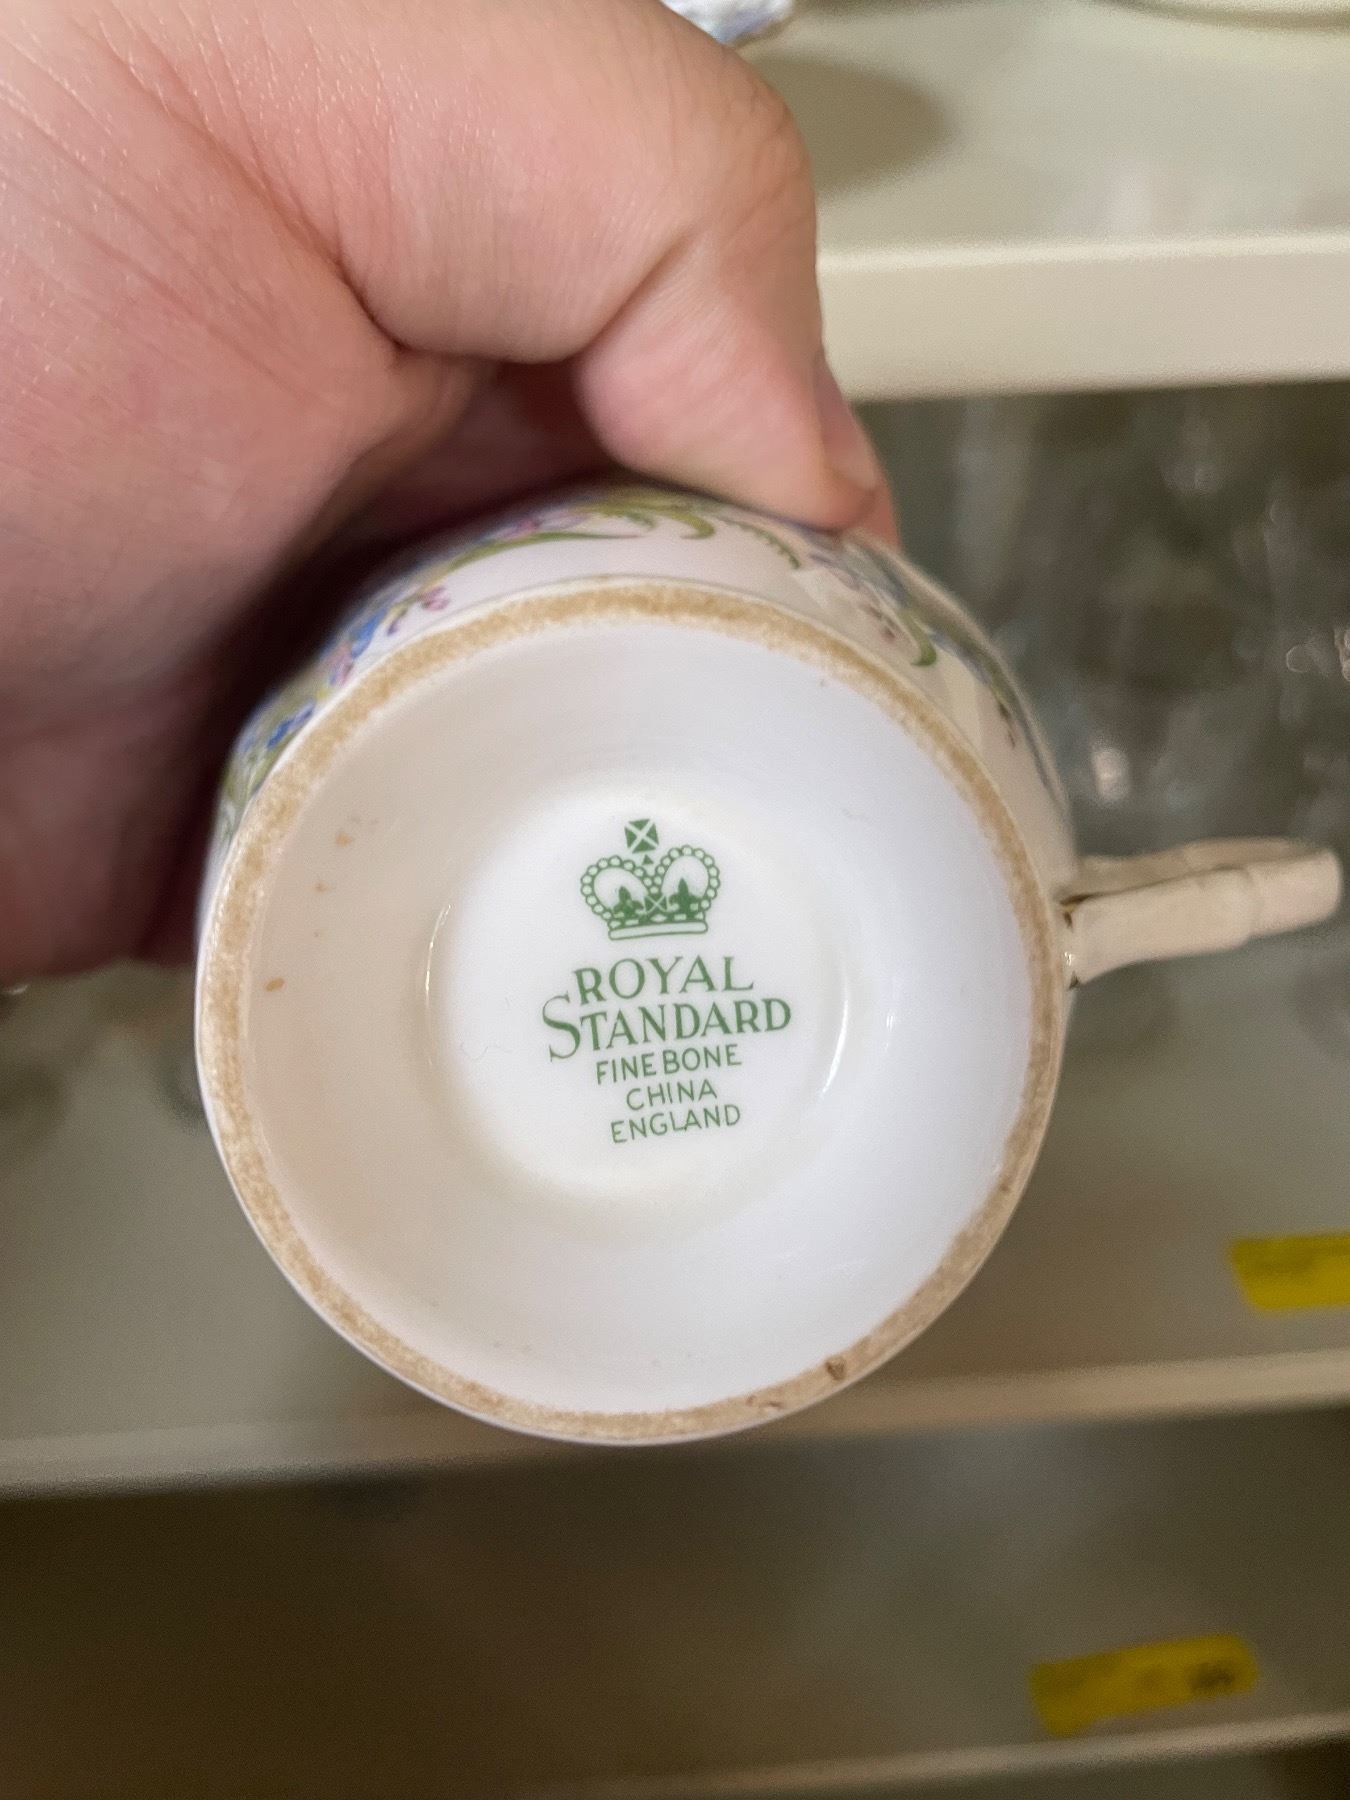 ROYAL
STANDARD
FINE BONE
CHINA
ENGLAND